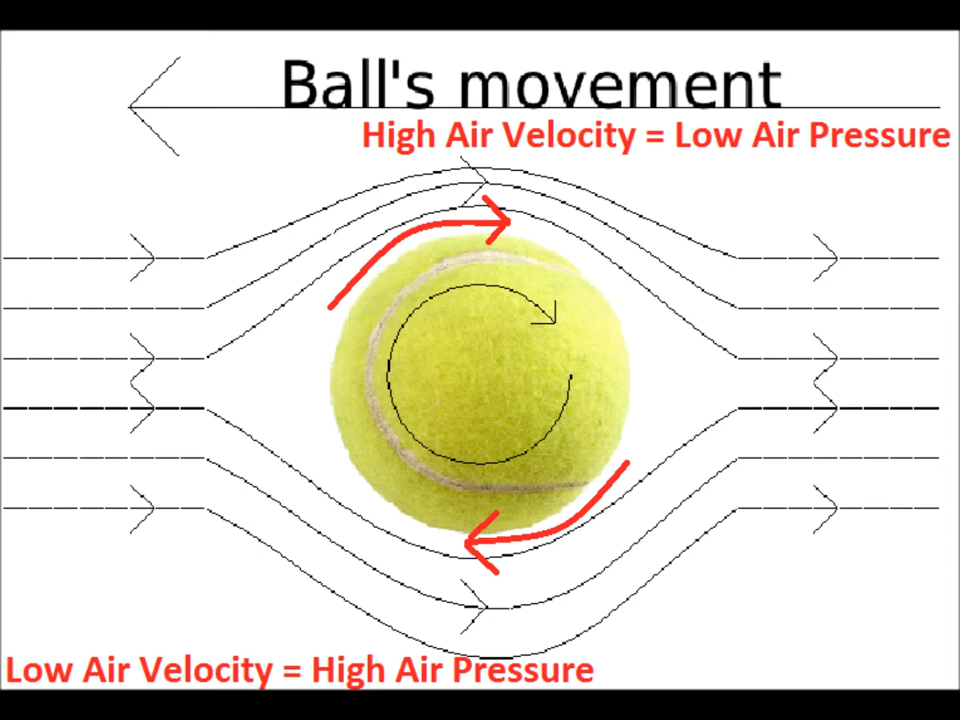 Ball's movement
High Air Velocity = Low Air Pressure
Low Air Velocity = High Air Pressure